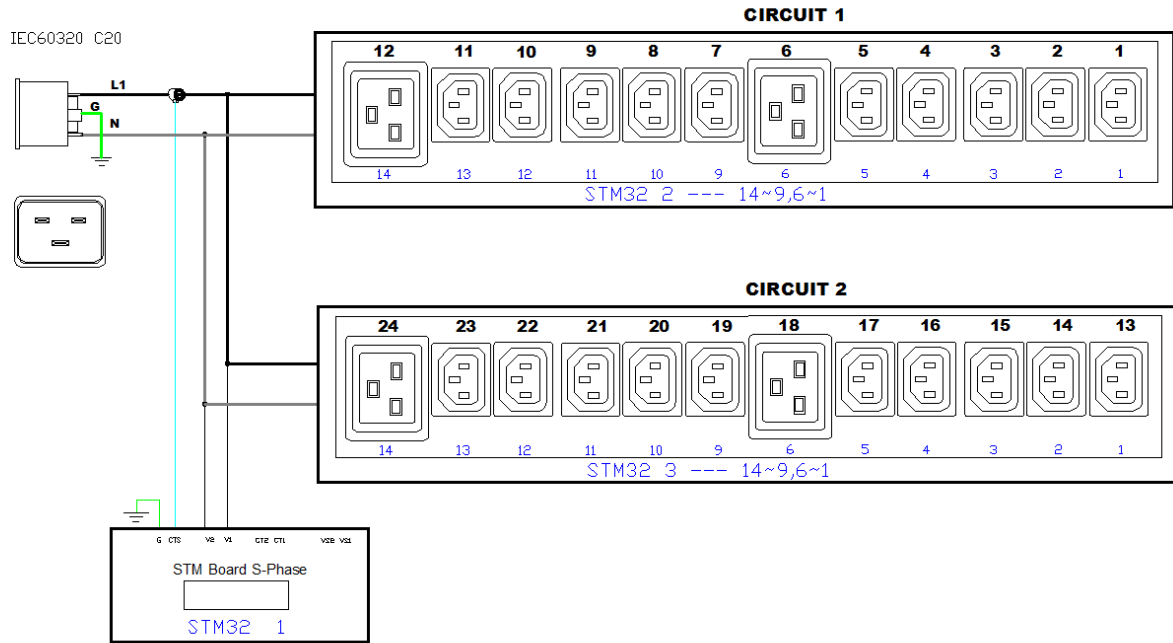 CIRCUIT 1
IEC60320 C20
12 11 10 9 8 7 6 5 4 3 2 1
L1
G
N
14 13 12 11 10 9 6 5 4 3 2 1
STM32 2 --- 14~9,6~1
CIRCUIT 2
24 23 22 21 20 19 18 17 16 15 14 13
14 13 12 11 10 9 6 5 4 3 2 1
STM32 3 --- 14~9,6~1
G CTS V2 V1 CT2 CT1 VS2 VS1
STM Board S-Phase
STM32 1